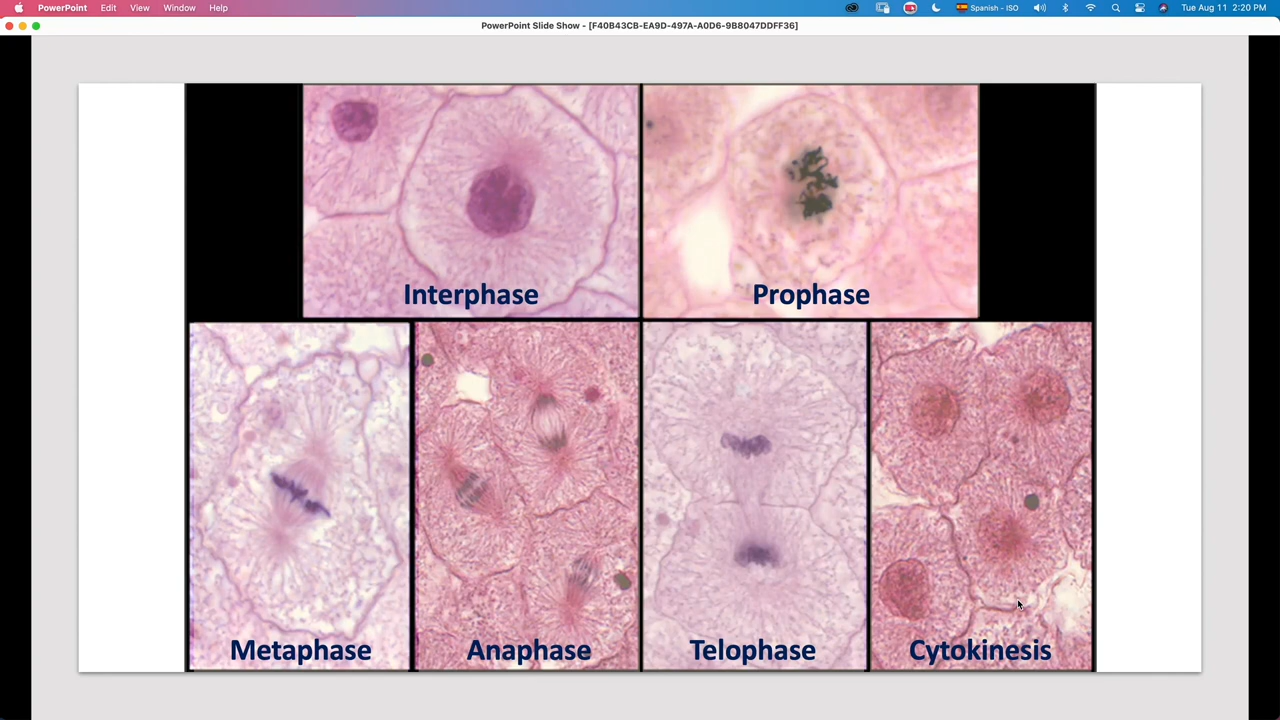 PowerPoint Edit View Window Help Spanish - ISO Tue Aug 11 2:20 PM
PowerPoint Slide Show - [F40B43CB-EA9D-497A-A0D6-9B8047DDFF36]
Interphase
Prophase
Metaphase
Anaphase
Telophase
Cytokinesis